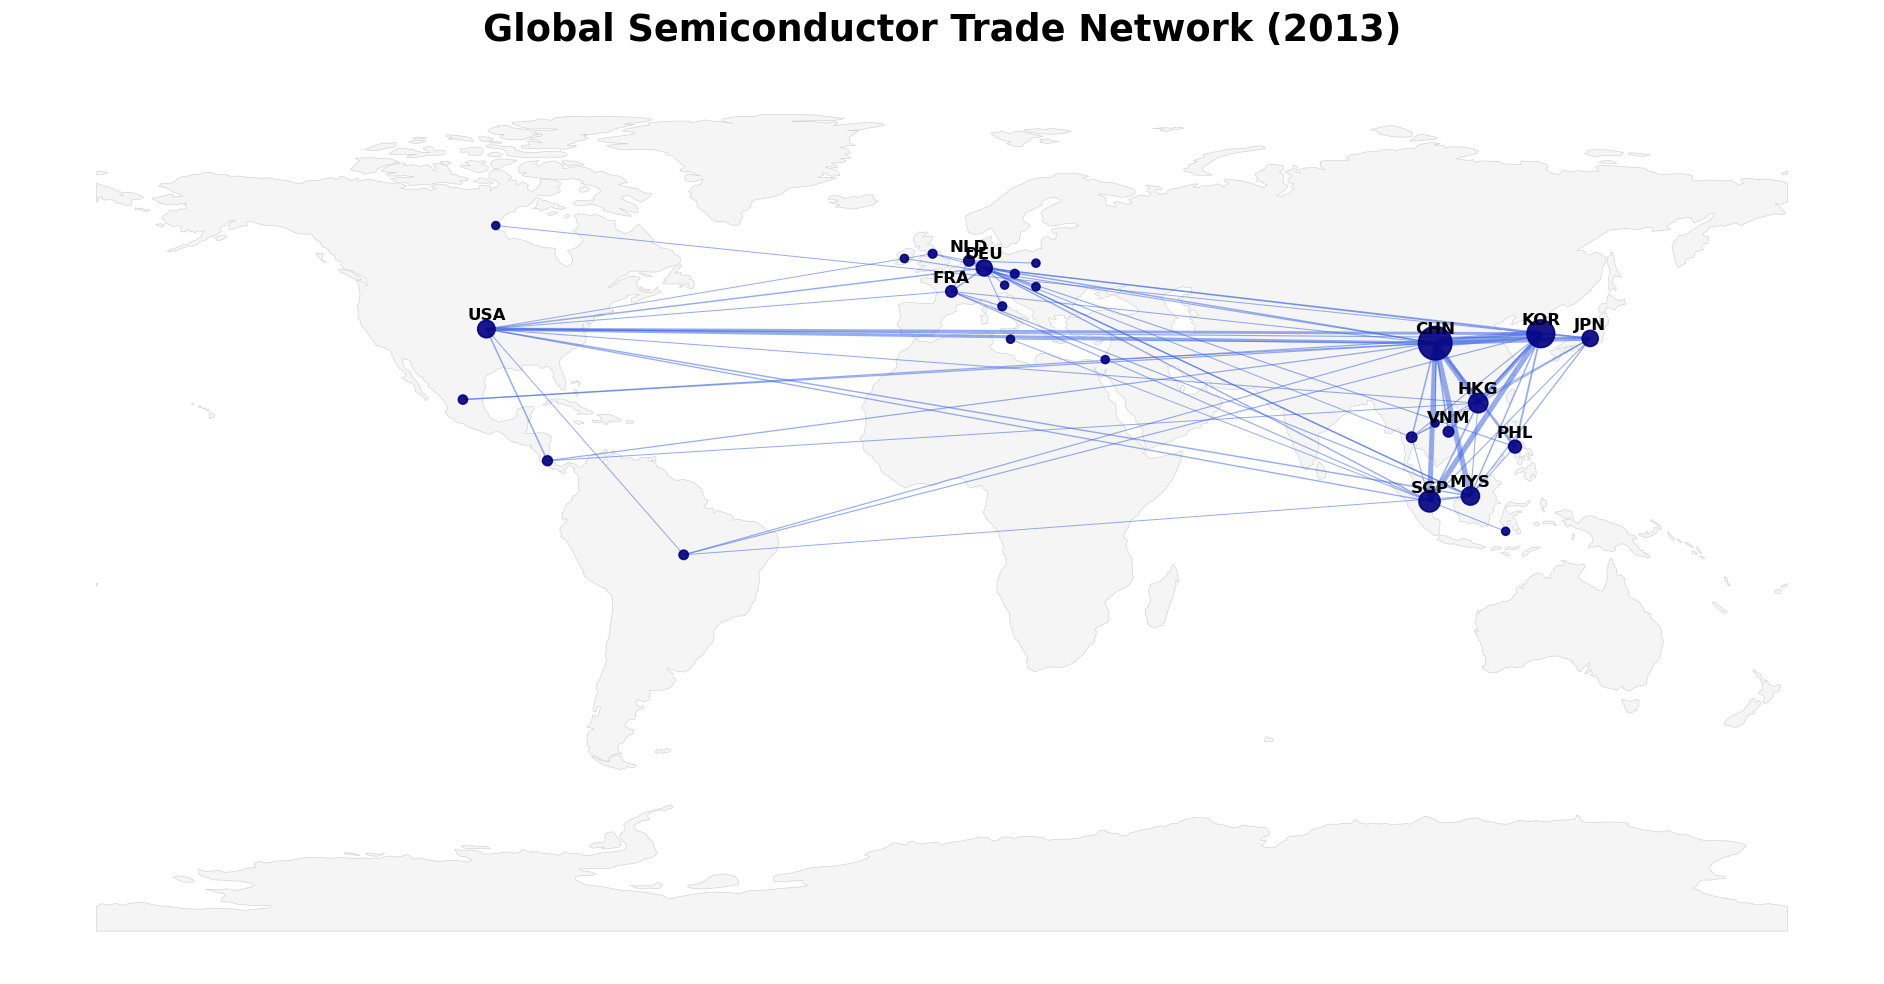 Global Semiconductor Trade Network (2013)
NLD
DEU
FRA
USA
CHN
KOR
JPN
HKG
VNM
PHL
SGP
MYS